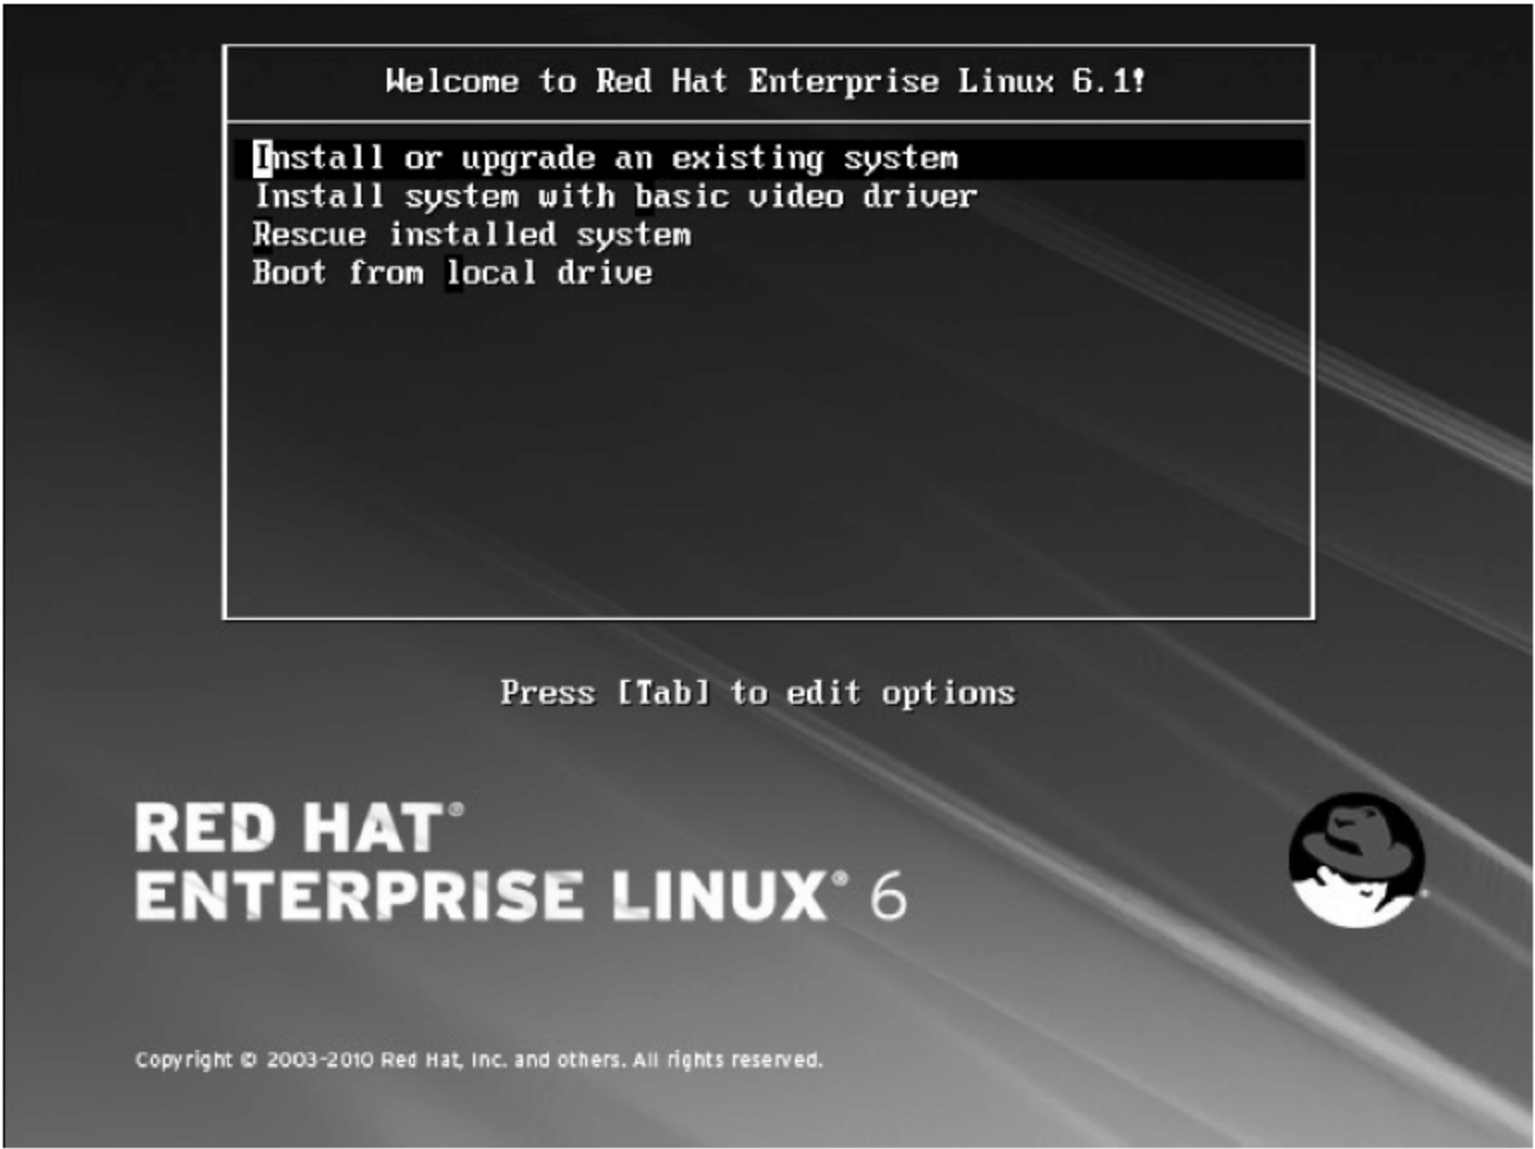 Welcome to Red Hat Enterprise Linux 6.1!
Install or upgrade an existing system
Install system with basic video driver
Rescue installed system
Boot from local drive
Press [Tab] to edit options
RED HAT®
ENTERPRISE LINUX® 6
Copyright © 2003-2010 Red Hat, Inc. and others. All rights reserved.